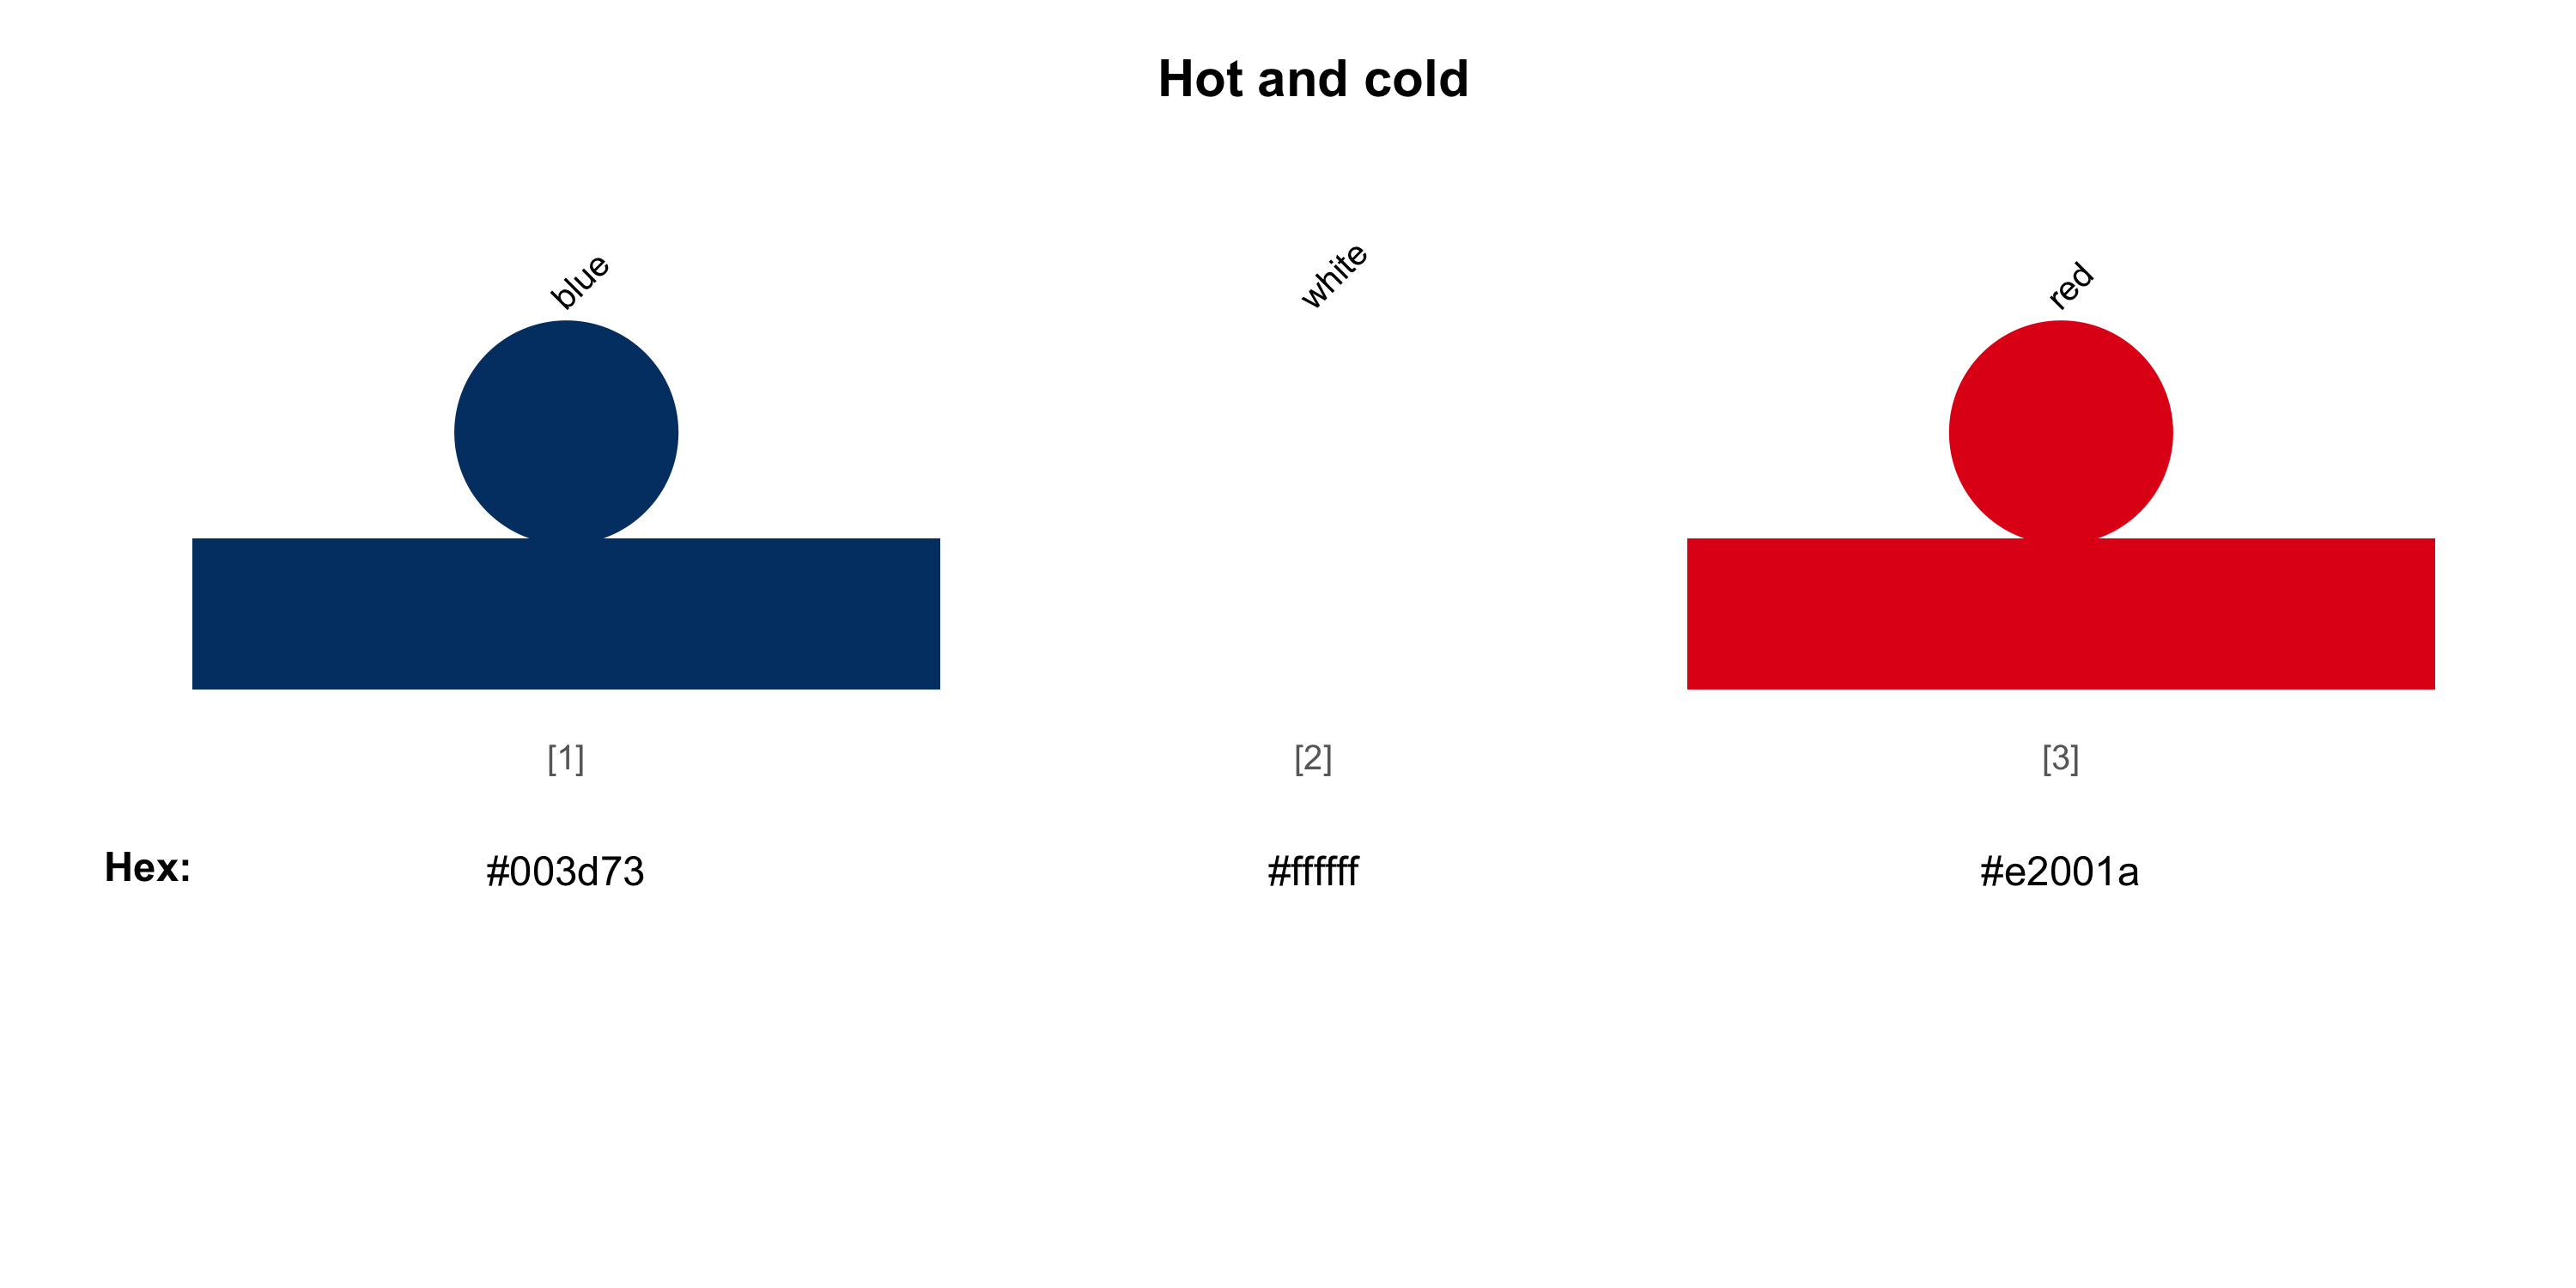 Hot and cold
blue white red
[1] [2] [3]
Hex: #003d73 #ffffff #e2001a